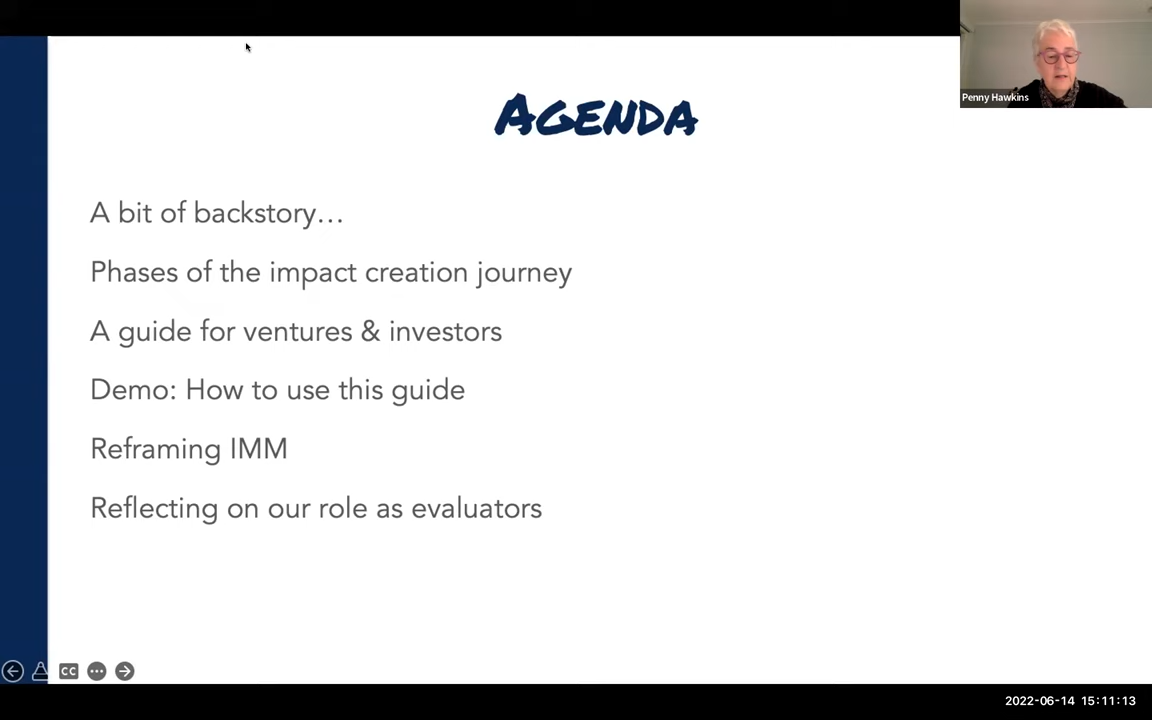 Penny Hawkins
AGENDA
A bit of backstory...
Phases of the impact creation journey
A guide for ventures & investors
Demo: How to use this guide
Reframing IMM
Reflecting on our role as evaluators
CC
2022-06-14 15:11:13